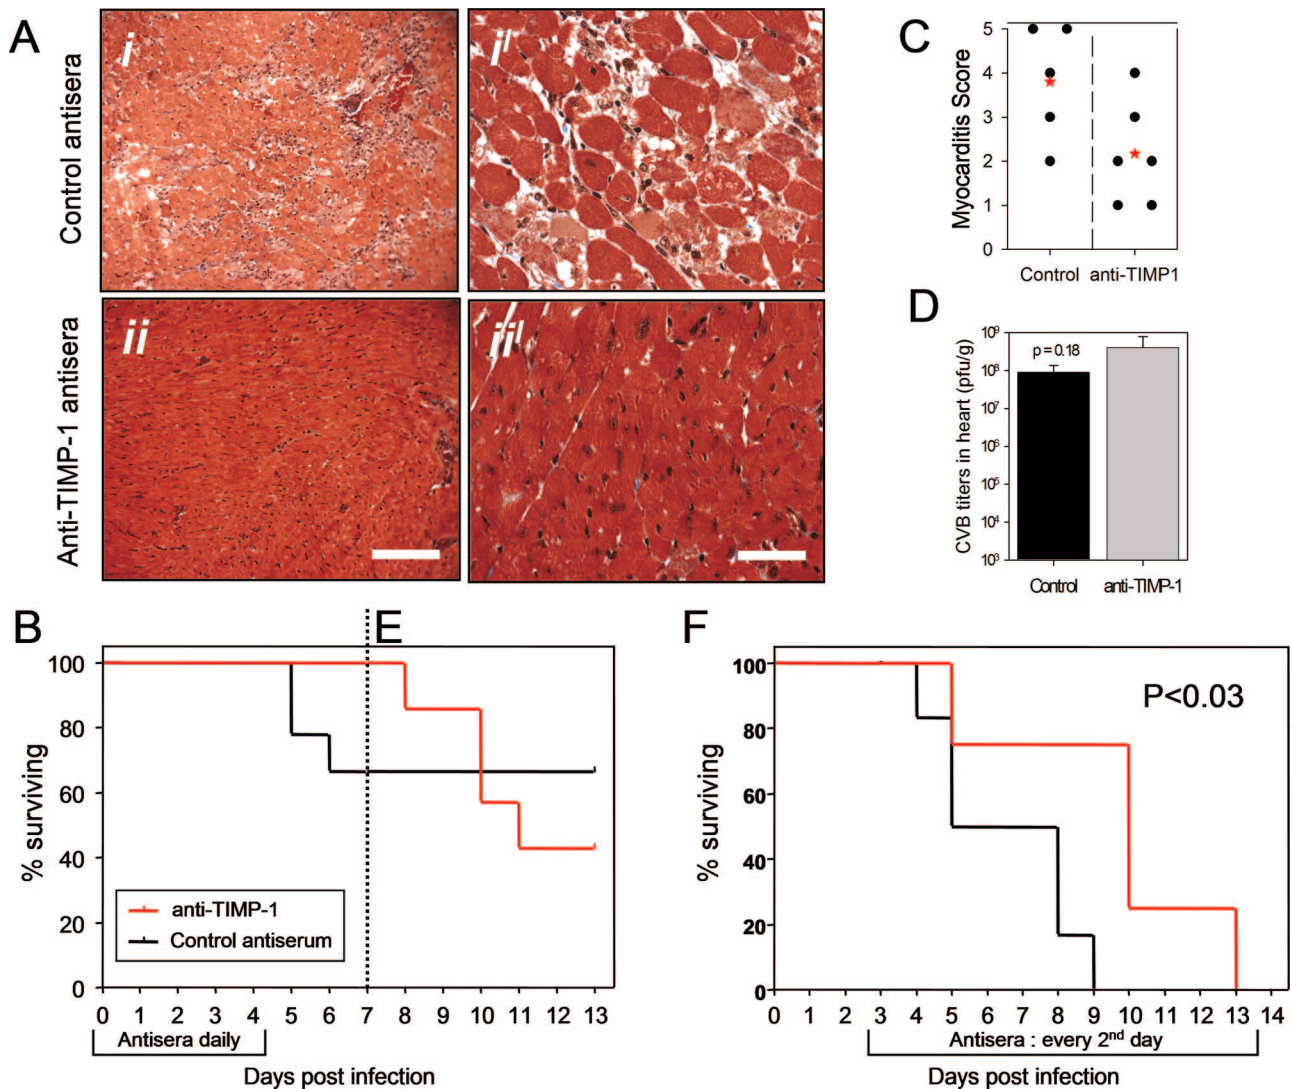 A
Control antisera
Anti-TIMP-1 antisera
i
i'
ii
ii'
C
Myocarditis Score
5
4
3
2
1
0
Control
anti-TIMP1
D
CVB titers in heart (pfu/g)
10⁹
10⁸
10⁷
10⁶
10⁵
10⁴
10³
p = 0.18
Control
anti-TIMP-1
B
E
% surviving
100
80
60
40
20
0
anti-TIMP-1
Control antiserum
0 1 2 3 4 5 6 7 8 9 10 11 12 13
Antisera daily
Days post infection
F
% surviving
100
80
60
40
20
0
P<0.03
0 1 2 3 4 5 6 7 8 9 10 11 12 13 14
Antisera : every 2nd day
Days post infection